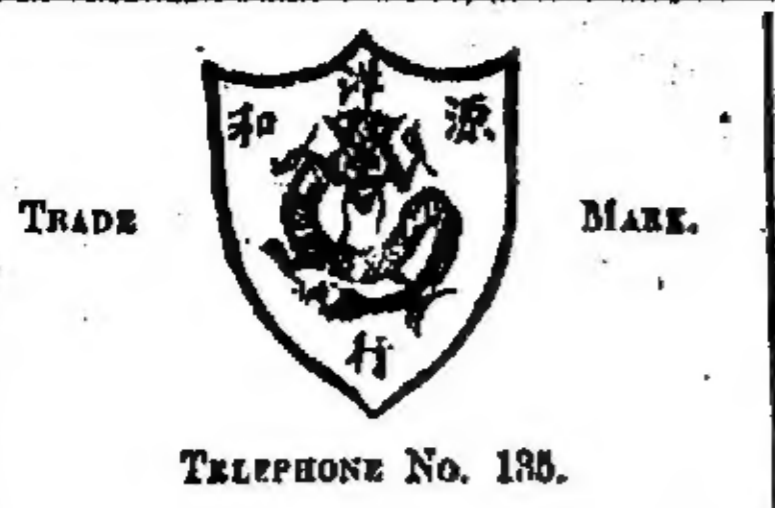 洋
和 源
TRADE MARK.
行
TELEPHONE No. 135.